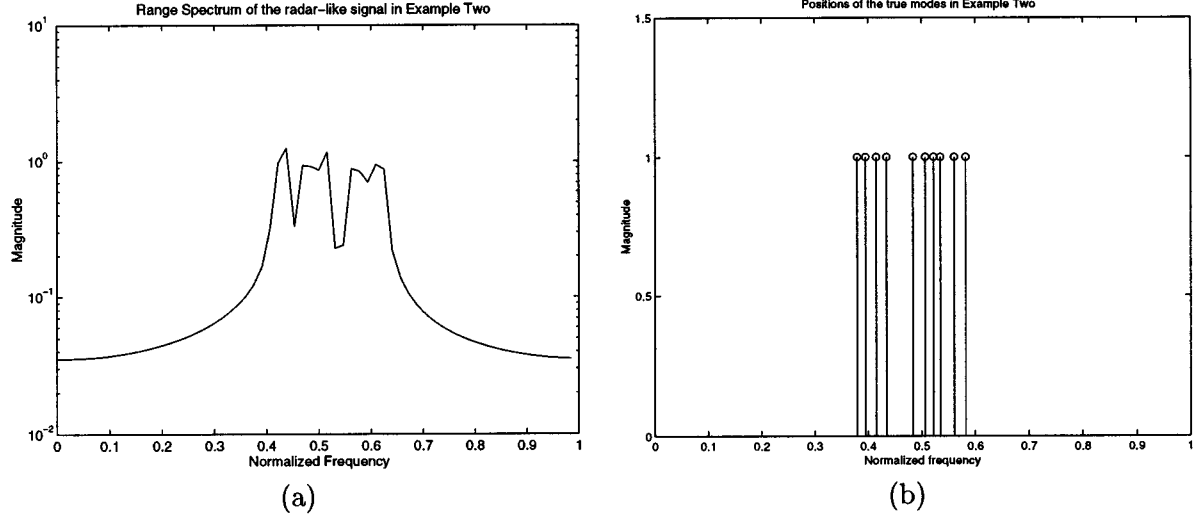 Range Spectrum of the radar-like signal in Example Two
10^1
10^0
10^-1
10^-2
Magnitude
0 0.1 0.2 0.3 0.4 0.5 0.6 0.7 0.8 0.9 1
Normalized Frequency
(a)
Positions of the true modes in Example Two
1.5
1
0.5
0
Magnitude
0 0.1 0.2 0.3 0.4 0.5 0.6 0.7 0.8 0.9 1
Normalized frequency
(b)